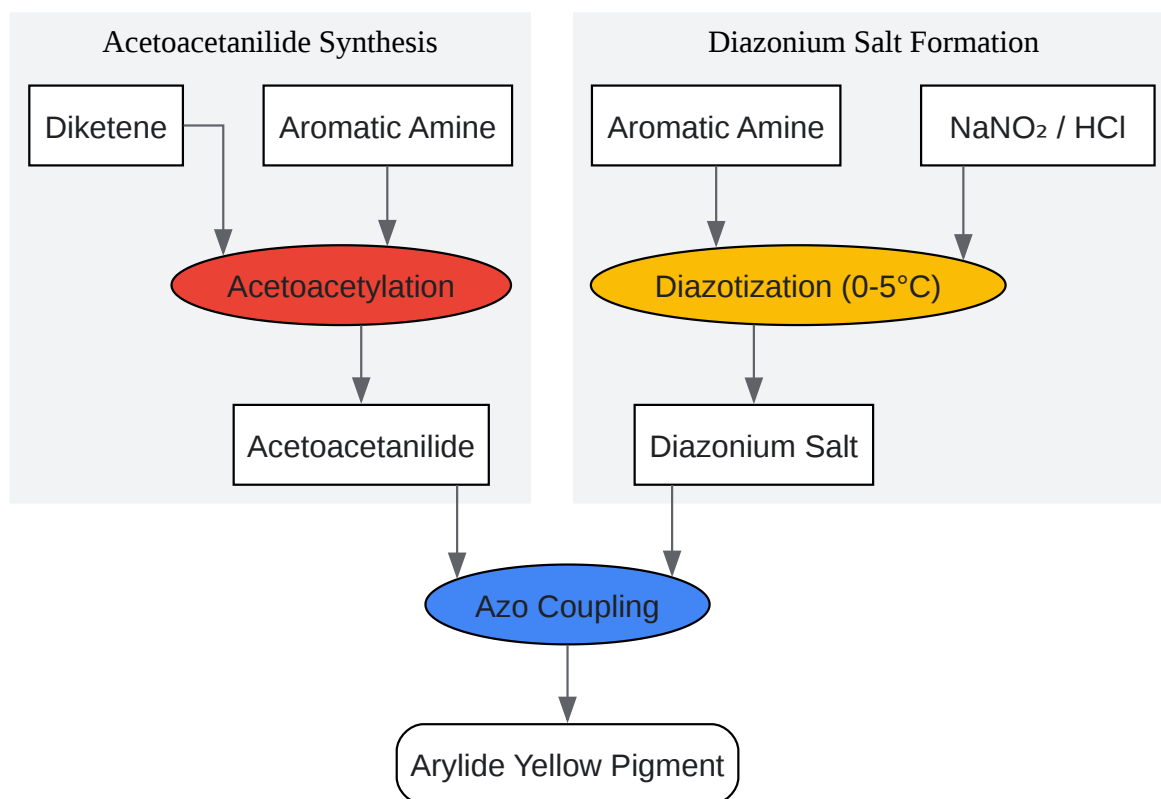 Acetoacetanilide Synthesis
Diazonium Salt Formation
Diketene
Aromatic Amine
Aromatic Amine
NaNO₂ / HCl
Acetoacetylation
Diazotization (0-5°C)
Acetoacetanilide
Diazonium Salt
Azo Coupling
Arylide Yellow Pigment